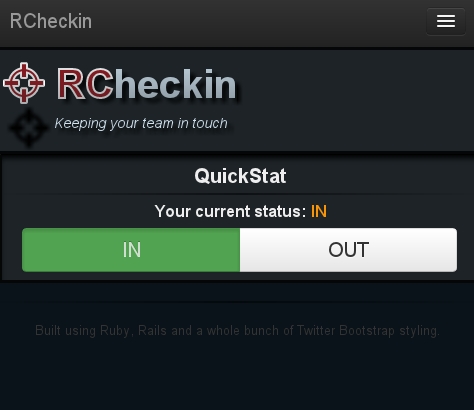 RCheckin
RCheckin
Keeping your team in touch
QuickStat
Your current status: IN
IN
OUT
Built using Ruby, Rails and a whole bunch of Twitter Bootstrap styling.